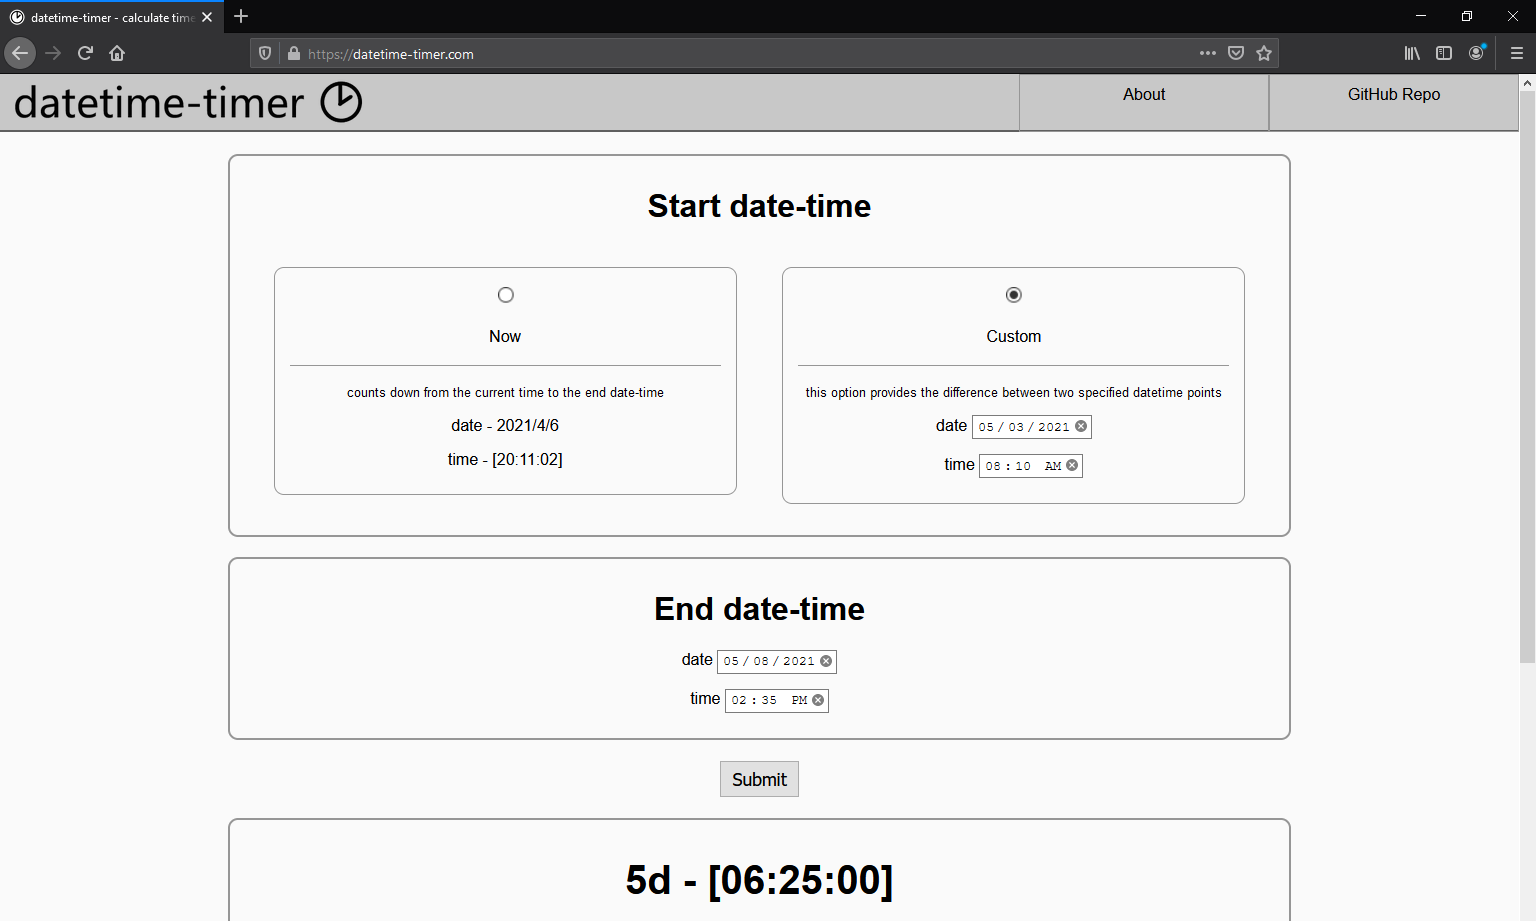 datetime-timer - calculate time
https://datetime-timer.com
datetime-timer
About
GitHub Repo
Start date-time
Now
counts down from the current time to the end date-time
date - 2021/4/6
time - [20:11:02]
Custom
this option provides the difference between two specified datetime points
date 05 / 03 / 2021
time 08 : 10 AM
End date-time
date 05 / 08 / 2021
time 02 : 35 PM
Submit
5d - [06:25:00]